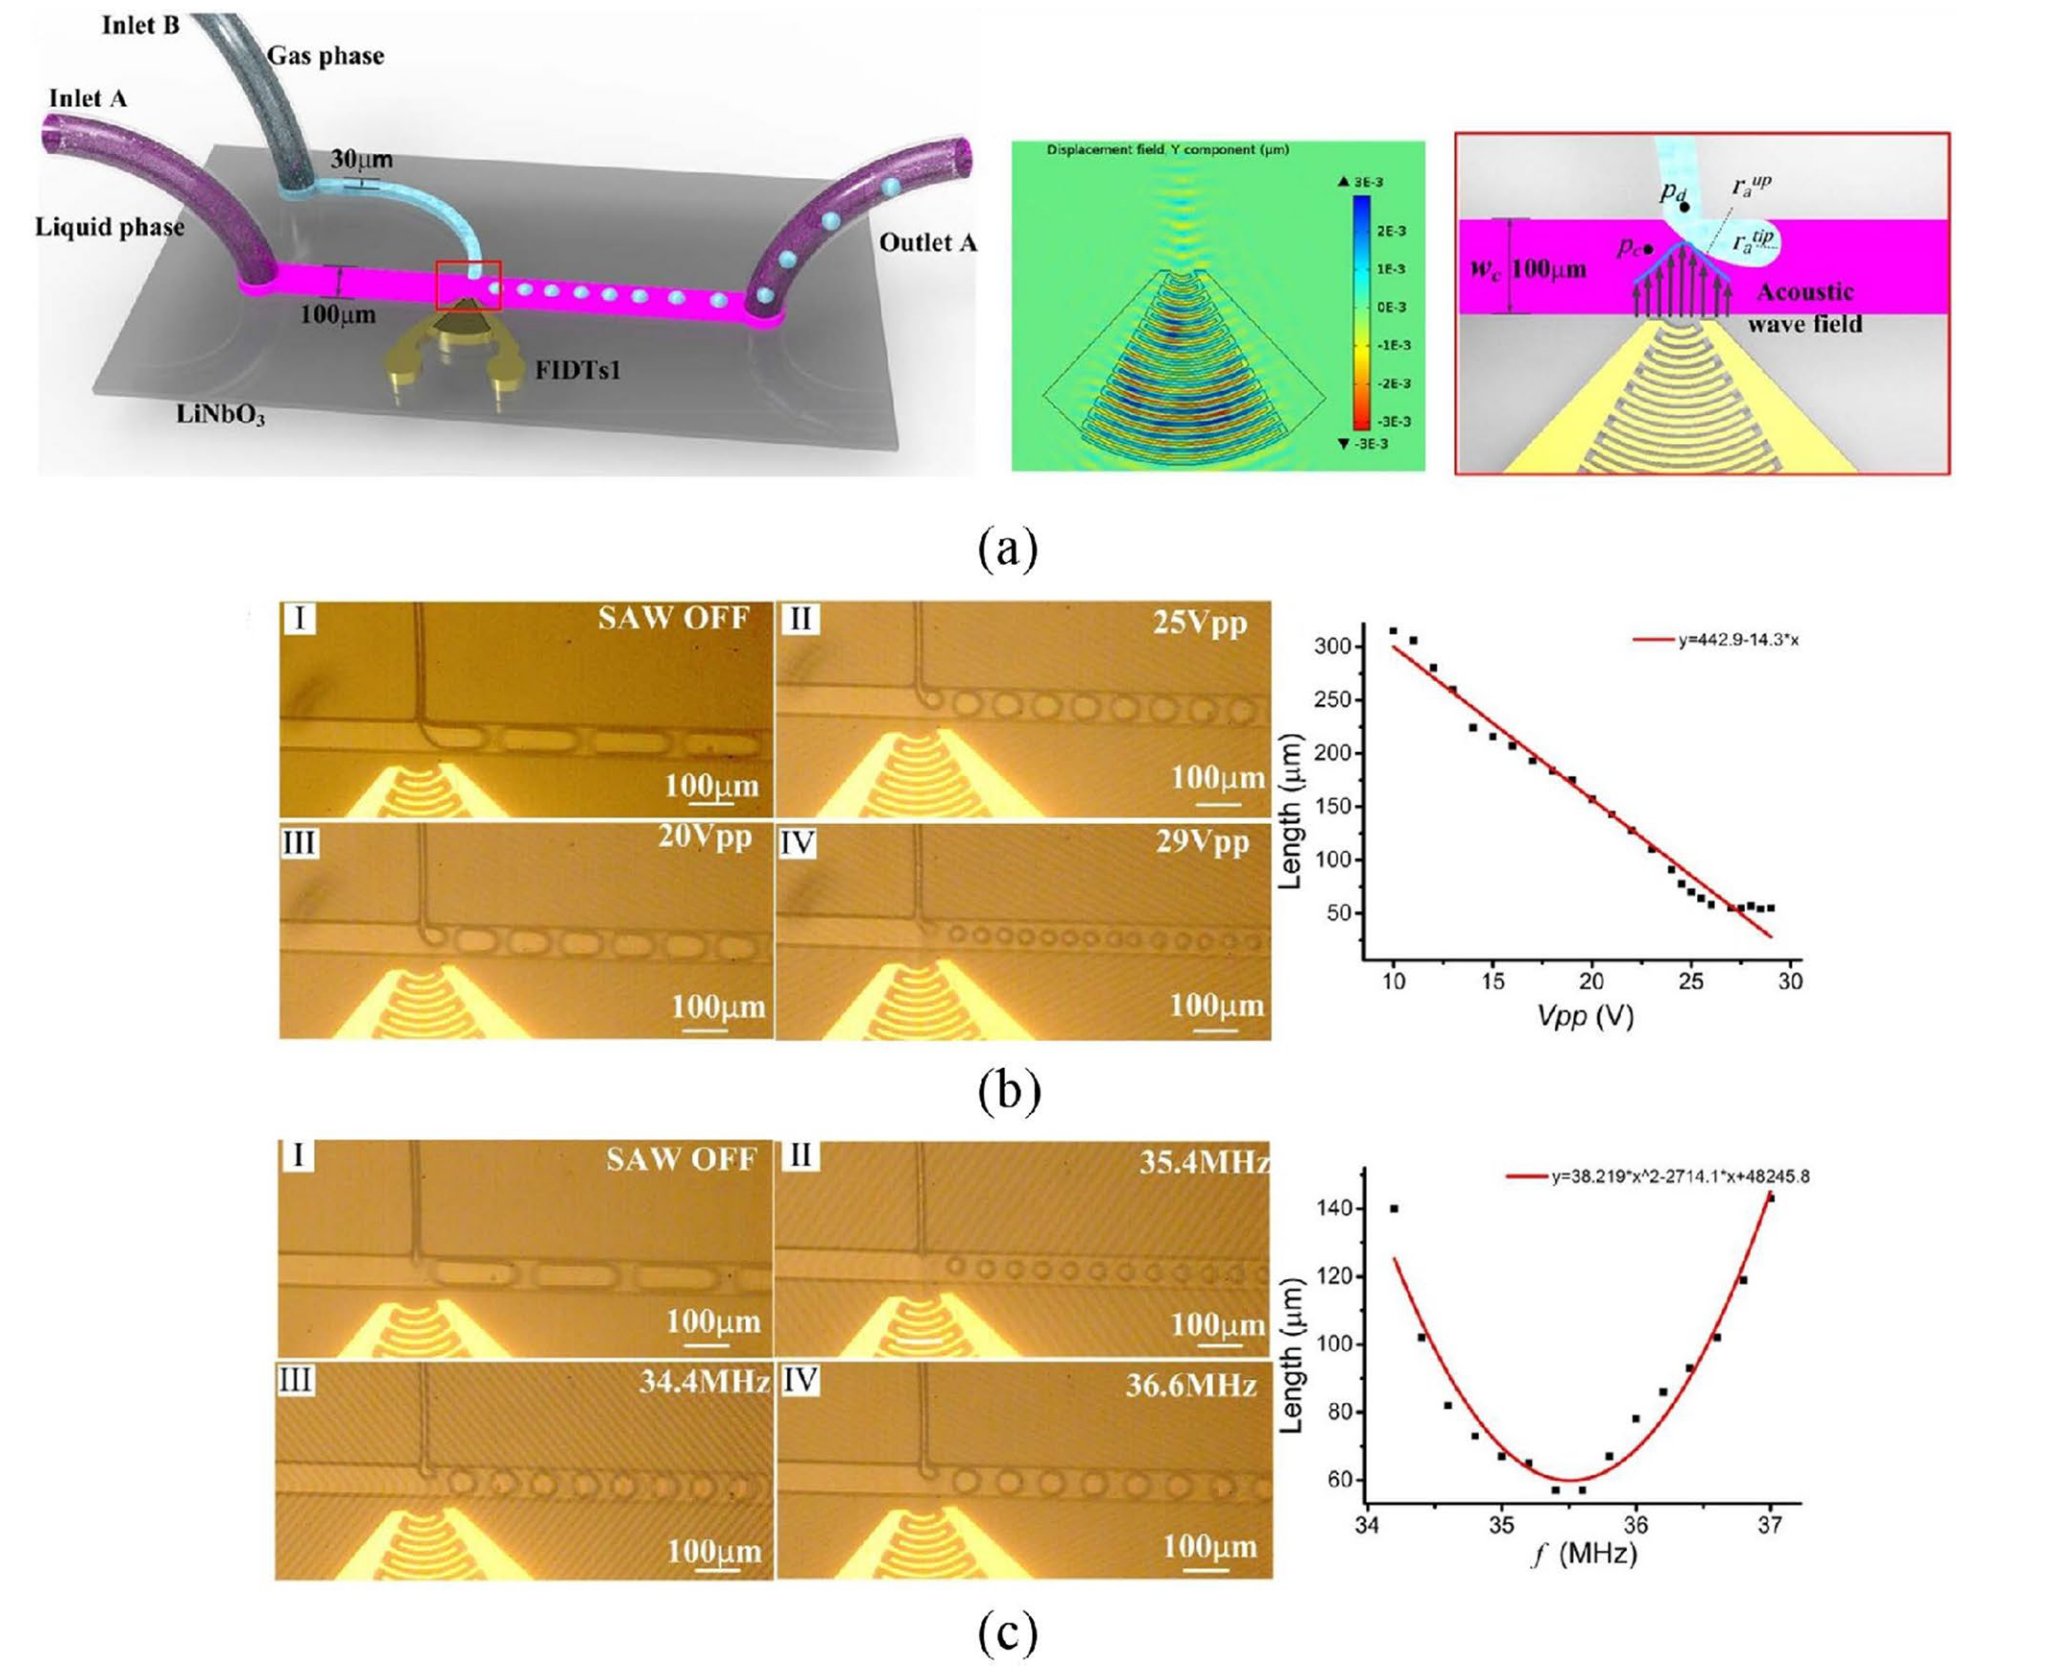 Inlet B
Gas phase
Inlet A
30μm
Liquid phase
Outlet A
100μm
FIDTs1
LiNbO₃
Displacement field, Y component (μm)
▲ 3E-3
2E-3
1E-3
0E-3
-1E-3
-2E-3
-3E-3
▼ -3E-3
p_d
r_a^up
p_c
r_a^tip
w_c 100μm
Acoustic
wave field
(a)
I
SAW OFF
100μm
II
25Vpp
100μm
III
20Vpp
100μm
IV
29Vpp
100μm
y=442.9-14.3*x
300
250
200
150
100
50
Length (μm)
10 15 20 25 30
Vpp (V)
(b)
I
SAW OFF
100μm
II
35.4MHz
100μm
III
34.4MHz
100μm
IV
36.6MHz
100μm
y=38.219*x^2-2714.1*x+48245.8
140
120
100
80
60
Length (μm)
34 35 36 37
f (MHz)
(c)